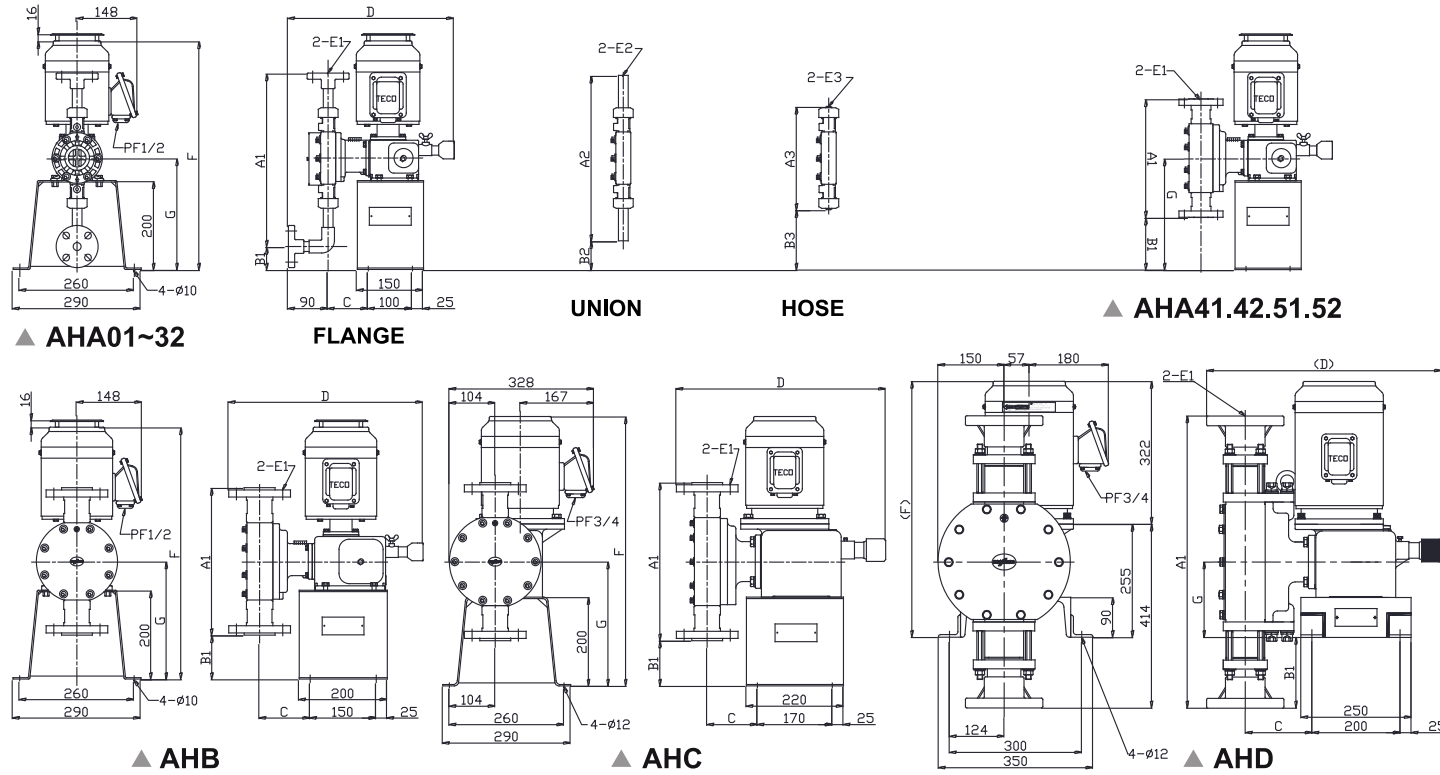 16
148
PF1/2
F
G
200
260
290
4-Ø10
▲ AHA01~32
D
2-E1
TECO
A1
B1
150
90
C
100
25
FLANGE
2-E2
A2
B2
UNION
2-E3
A3
B3
HOSE
2-E1
TECO
A1
G
B1
▲ AHA41.42.51.52
16
148
PF1/2
F
G
200
260
290
4-Ø10
D
2-E1
TECO
A1
B1
200
C
150
25
▲ AHB
328
104
167
PF3/4
F
G
200
104
260
290
4-Ø12
D
2-E1
TECO
A1
B1
220
C
170
25
▲ AHC
150
57
180
(F)
322
PF3/4
255
90
414
124
300
350
4-Ø12
(D)
2-E1
TECO
A1
G
B1
250
C
200
25
▲ AHD